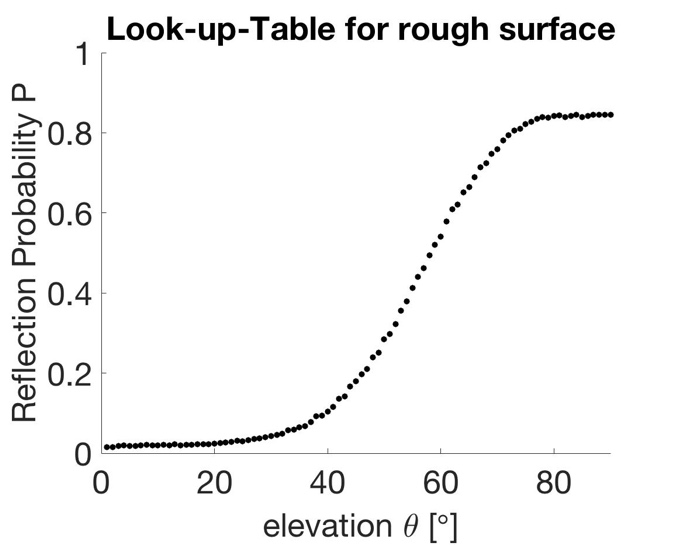 Look-up-Table for rough surface
Reflection Probability P
1
0.8
0.6
0.4
0.2
0
0 20 40 60 80
elevation θ [°]